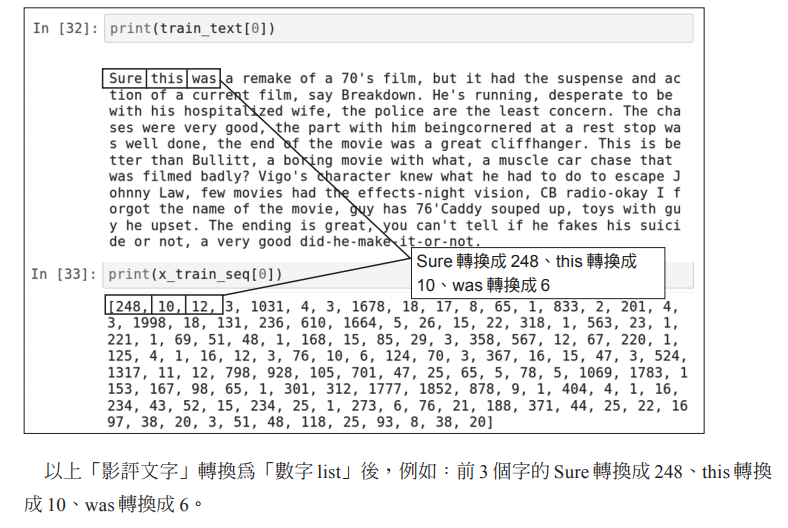 In [32]: print(train_text[0])
Sure this was a remake of a 70's film, but it had the suspense and ac
tion of a current film, say Breakdown. He's running, desperate to be
with his hospitalized wife, the police are the least concern. The cha
ses were very good, the part with him beingcornered at a rest stop wa
s well done, the end of the movie was a great cliffhanger. This is be
tter than Bullitt, a boring movie with what, a muscle car chase that
was filmed badly? Vigo's character knew what he had to do to escape J
ohnny Law, few movies had the effects-night vision, CB radio-okay I f
orgot the name of the movie, guy has 76'Caddy souped up, toys with gu
y he upset. The ending is great, you can't tell if he fakes his suici
de or not, a very good did-he-make-it-or-not.
Sure 轉換成 248、this 轉換成
10、was 轉換成 6
In [33]: print(x_train_seq[0])
[248, 10, 12, 3, 1031, 4, 3, 1678, 18, 17, 8, 65, 1, 833, 2, 201, 4,
3, 1998, 18, 131, 236, 610, 1664, 5, 26, 15, 22, 318, 1, 563, 23, 1,
221, 1, 69, 51, 48, 1, 168, 15, 85, 29, 3, 358, 567, 12, 67, 220, 1,
125, 4, 1, 16, 12, 3, 76, 10, 6, 124, 70, 3, 367, 16, 15, 47, 3, 524,
1317, 11, 12, 798, 928, 105, 701, 47, 25, 65, 5, 78, 5, 1069, 1783, 1
153, 167, 98, 65, 1, 301, 312, 1777, 1852, 878, 9, 1, 404, 4, 1, 16,
234, 43, 52, 15, 234, 25, 1, 273, 6, 76, 21, 188, 371, 44, 25, 22, 16
97, 38, 20, 3, 51, 48, 118, 25, 93, 8, 38, 20]
以上「影評文字」轉換為「數字 list」後，例如：前 3 個字的 Sure 轉換成 248、this 轉換
成 10、was 轉換成 6。